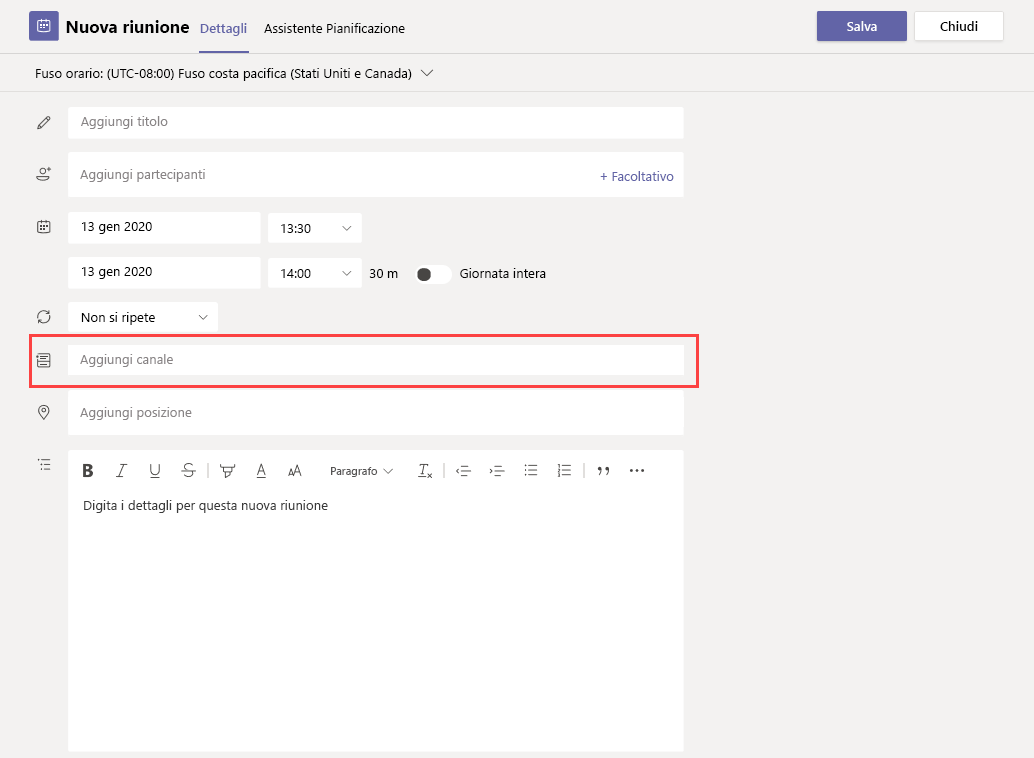 Nuova riunione Dettagli Assistente Pianificazione Salva Chiudi
Fuso orario: (UTC-08:00) Fuso costa pacifica (Stati Uniti e Canada)
Aggiungi titolo
Aggiungi partecipanti + Facoltativo
13 gen 2020 13:30
13 gen 2020 14:00 30 m Giornata intera
Non si ripete
Aggiungi canale
Aggiungi posizione
Paragrafo
Digita i dettagli per questa nuova riunione